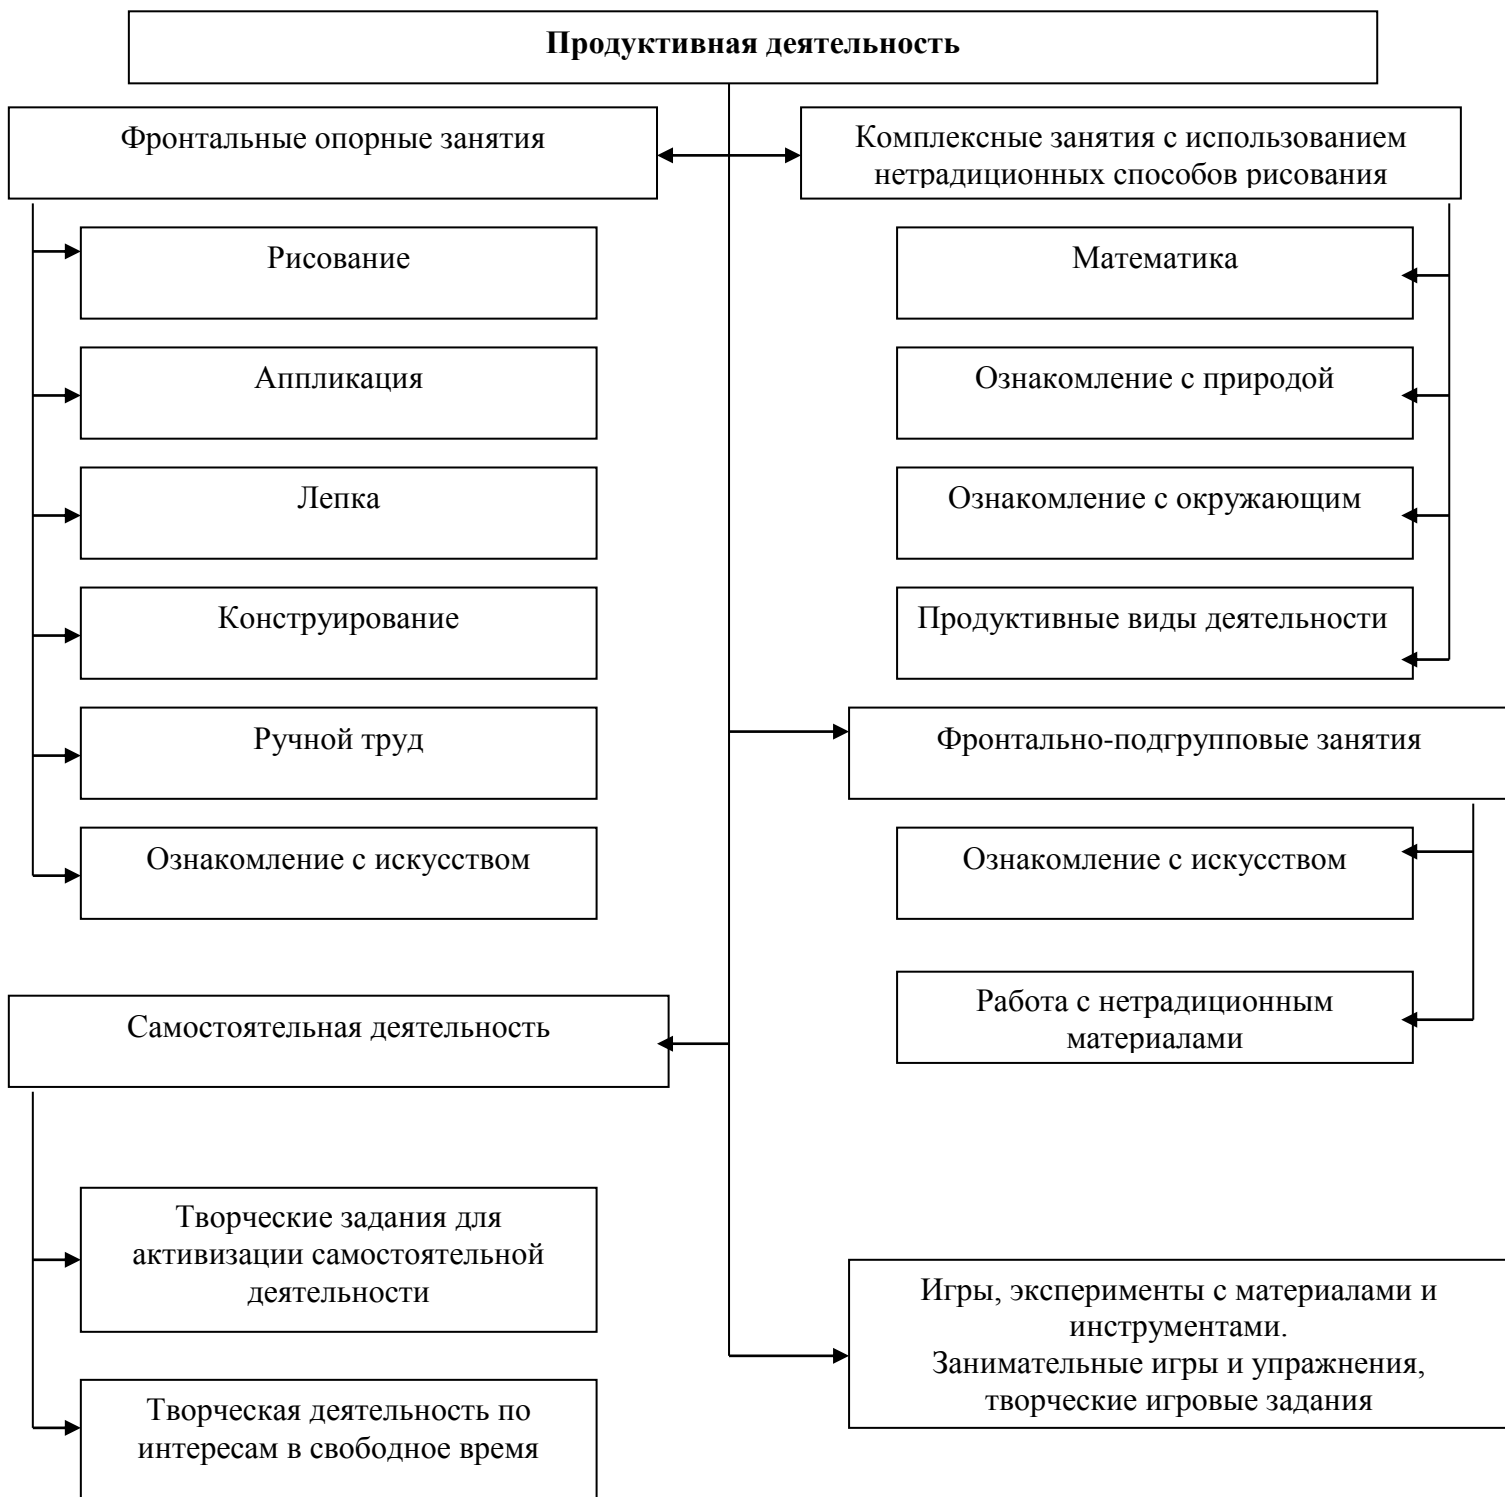 Продуктивная деятельность
Фронтальные опорные занятия
Комплексные занятия с использованием
нетрадиционных способов рисования
Рисование
Математика
Аппликация
Ознакомление с природой
Лепка
Ознакомление с окружающим
Конструирование
Продуктивные виды деятельности
Ручной труд
Фронтально-подгрупповые занятия
Ознакомление с искусством
Ознакомление с искусством
Самостоятельная деятельность
Работа с нетрадиционным
материалами
Творческие задания для
активизации самостоятельной
деятельности
Игры, эксперименты с материалами и
инструментами.
Занимательные игры и упражнения,
творческие игровые задания
Творческая деятельность по
интересам в свободное время